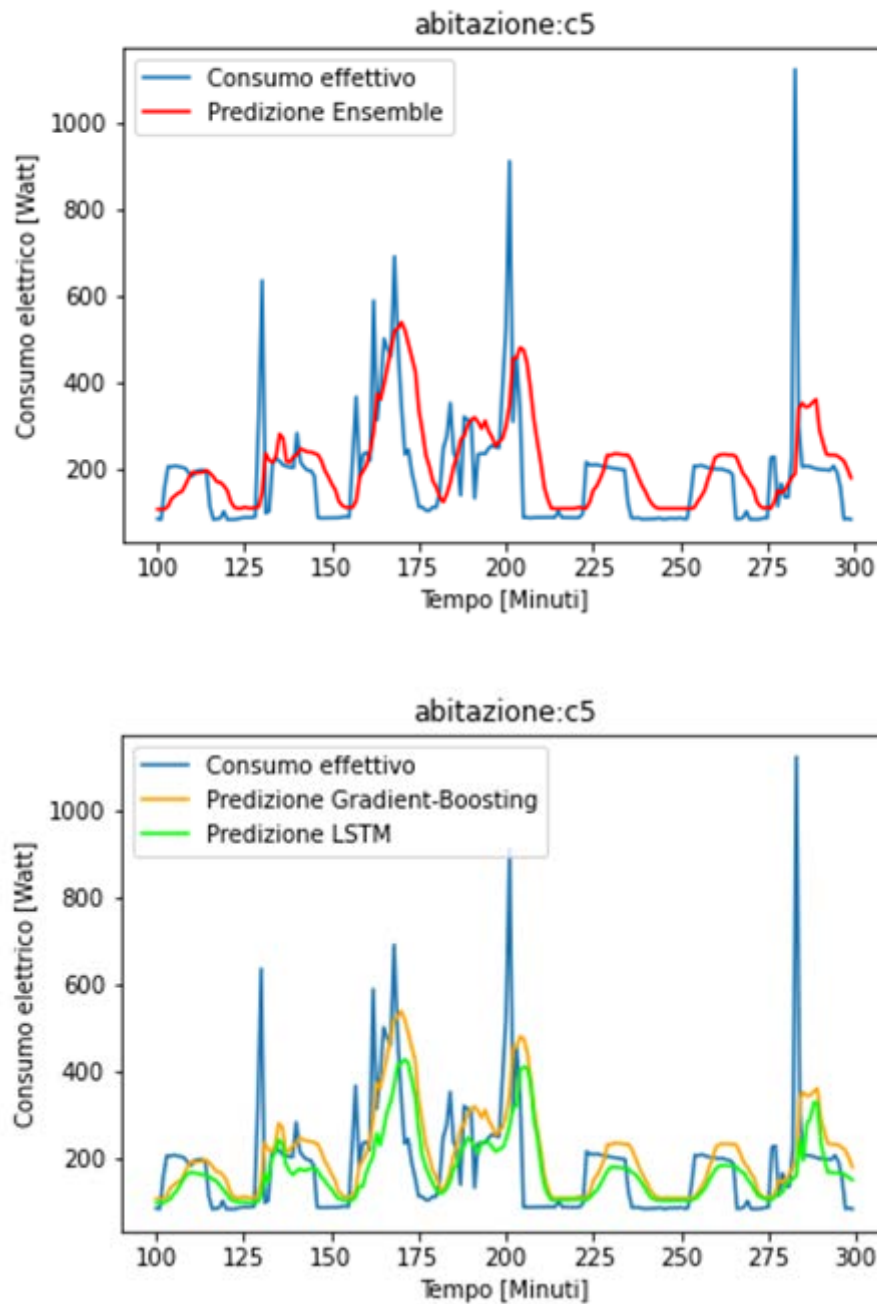 abitazione:c5
Consumo effettivo
Predizione Ensemble
Consumo elettrico [Watt]
1000
800
600
400
200
100 125 150 175 200 225 250 275 300
Tempo [Minuti]
abitazione:c5
Consumo effettivo
Predizione Gradient-Boosting
Predizione LSTM
Consumo elettrico [Watt]
1000
800
600
400
200
100 125 150 175 200 225 250 275 300
Tempo [Minuti]